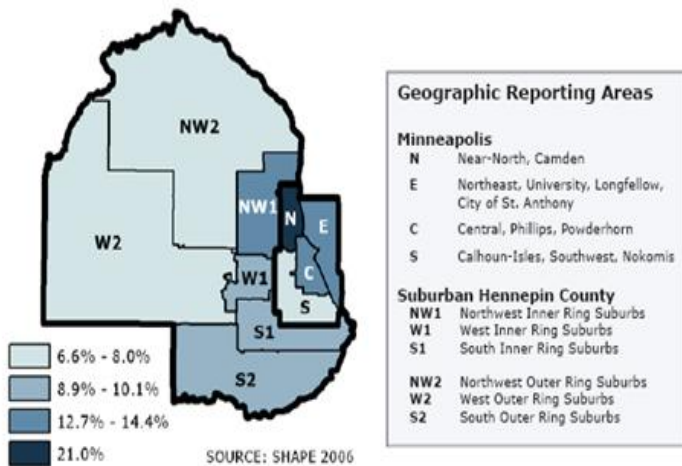 NW2
NW1
N
E
W2
C
W1
S
S1
S2
6.6% - 8.0%
8.9% - 10.1%
12.7% - 14.4%
21.0%
SOURCE: SHAPE 2006
Geographic Reporting Areas
Minneapolis
N Near-North, Camden
E Northeast, University, Longfellow,
City of St. Anthony
C Central, Phillips, Powderhorn
S Calhoun-Isles, Southwest, Nokomis
Suburban Hennepin County
NW1 Northwest Inner Ring Suburbs
W1 West Inner Ring Suburbs
S1 South Inner Ring Suburbs
NW2 Northwest Outer Ring Suburbs
W2 West Outer Ring Suburbs
S2 South Outer Ring Suburbs